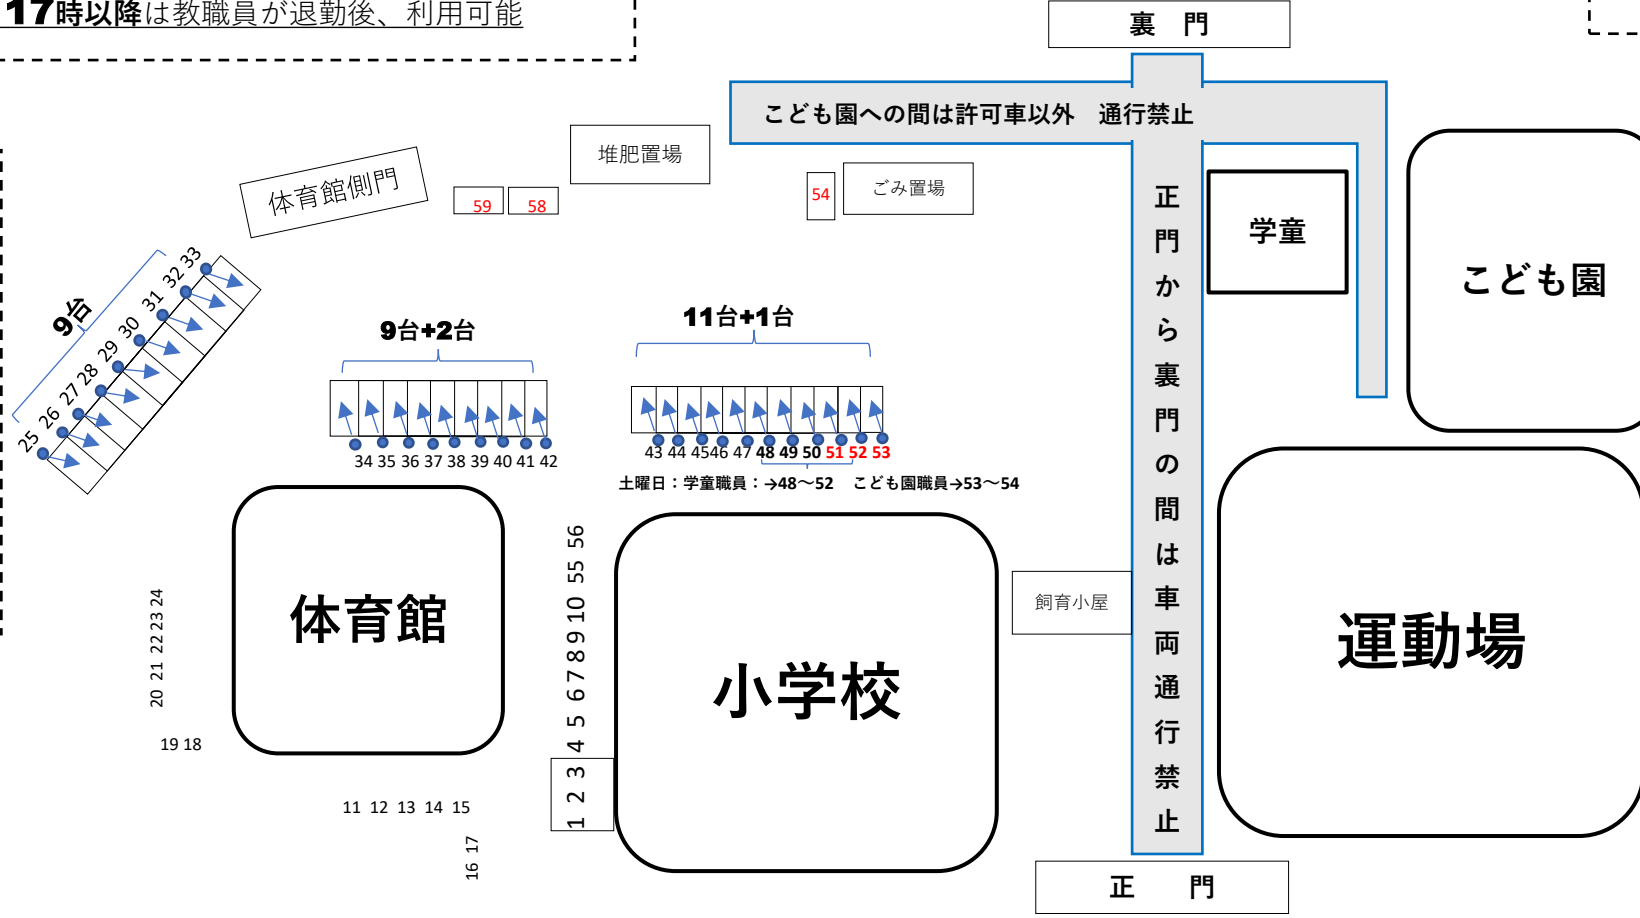 17時以降は教職員が退勤後、利用可能
裏 門
こども園への間は許可車以外 通行禁止
堆肥置場
体育館側門
59 58
54
ごみ置場
正門から裏門の間は車両通行禁止
学童
こども園
9台
25 26 27 28 29 30 31 32 33
9台+2台
34 35 36 37 38 39 40 41 42
11台+1台
43 44 45 46 47 48 49 50 51 52 53
土曜日：学童職員：→48～52 こども園職員→53～54
体育館
小学校
飼育小屋
運動場
1 2 3 4 5 6 7 8 9 10 55 56
20 21 22 23 24
19 18
11 12 13 14 15
16 17
正 門